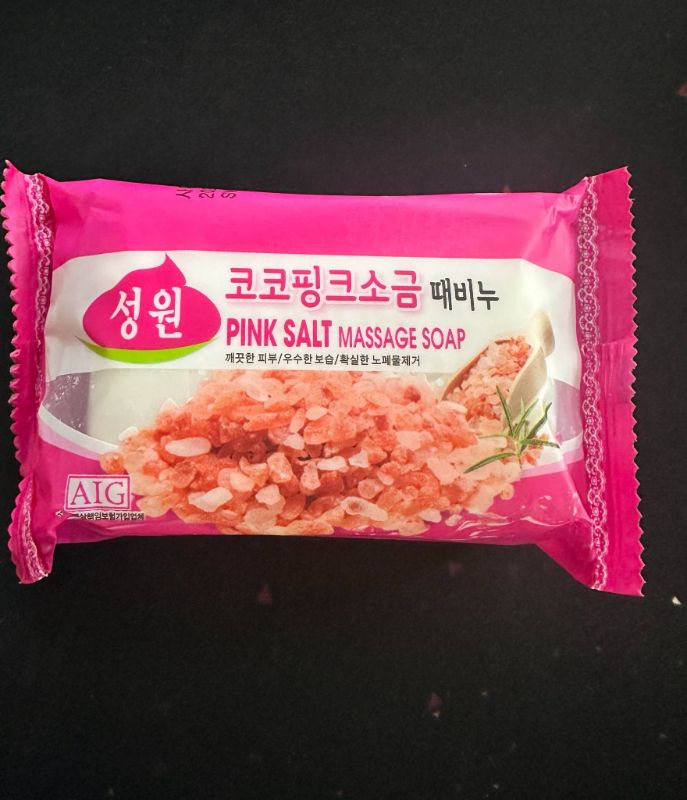 성원
코코핑크소금 때비누
PINK SALT MASSAGE SOAP
깨끗한 피부/우수한 보습/확실한 노폐물제거
AIG